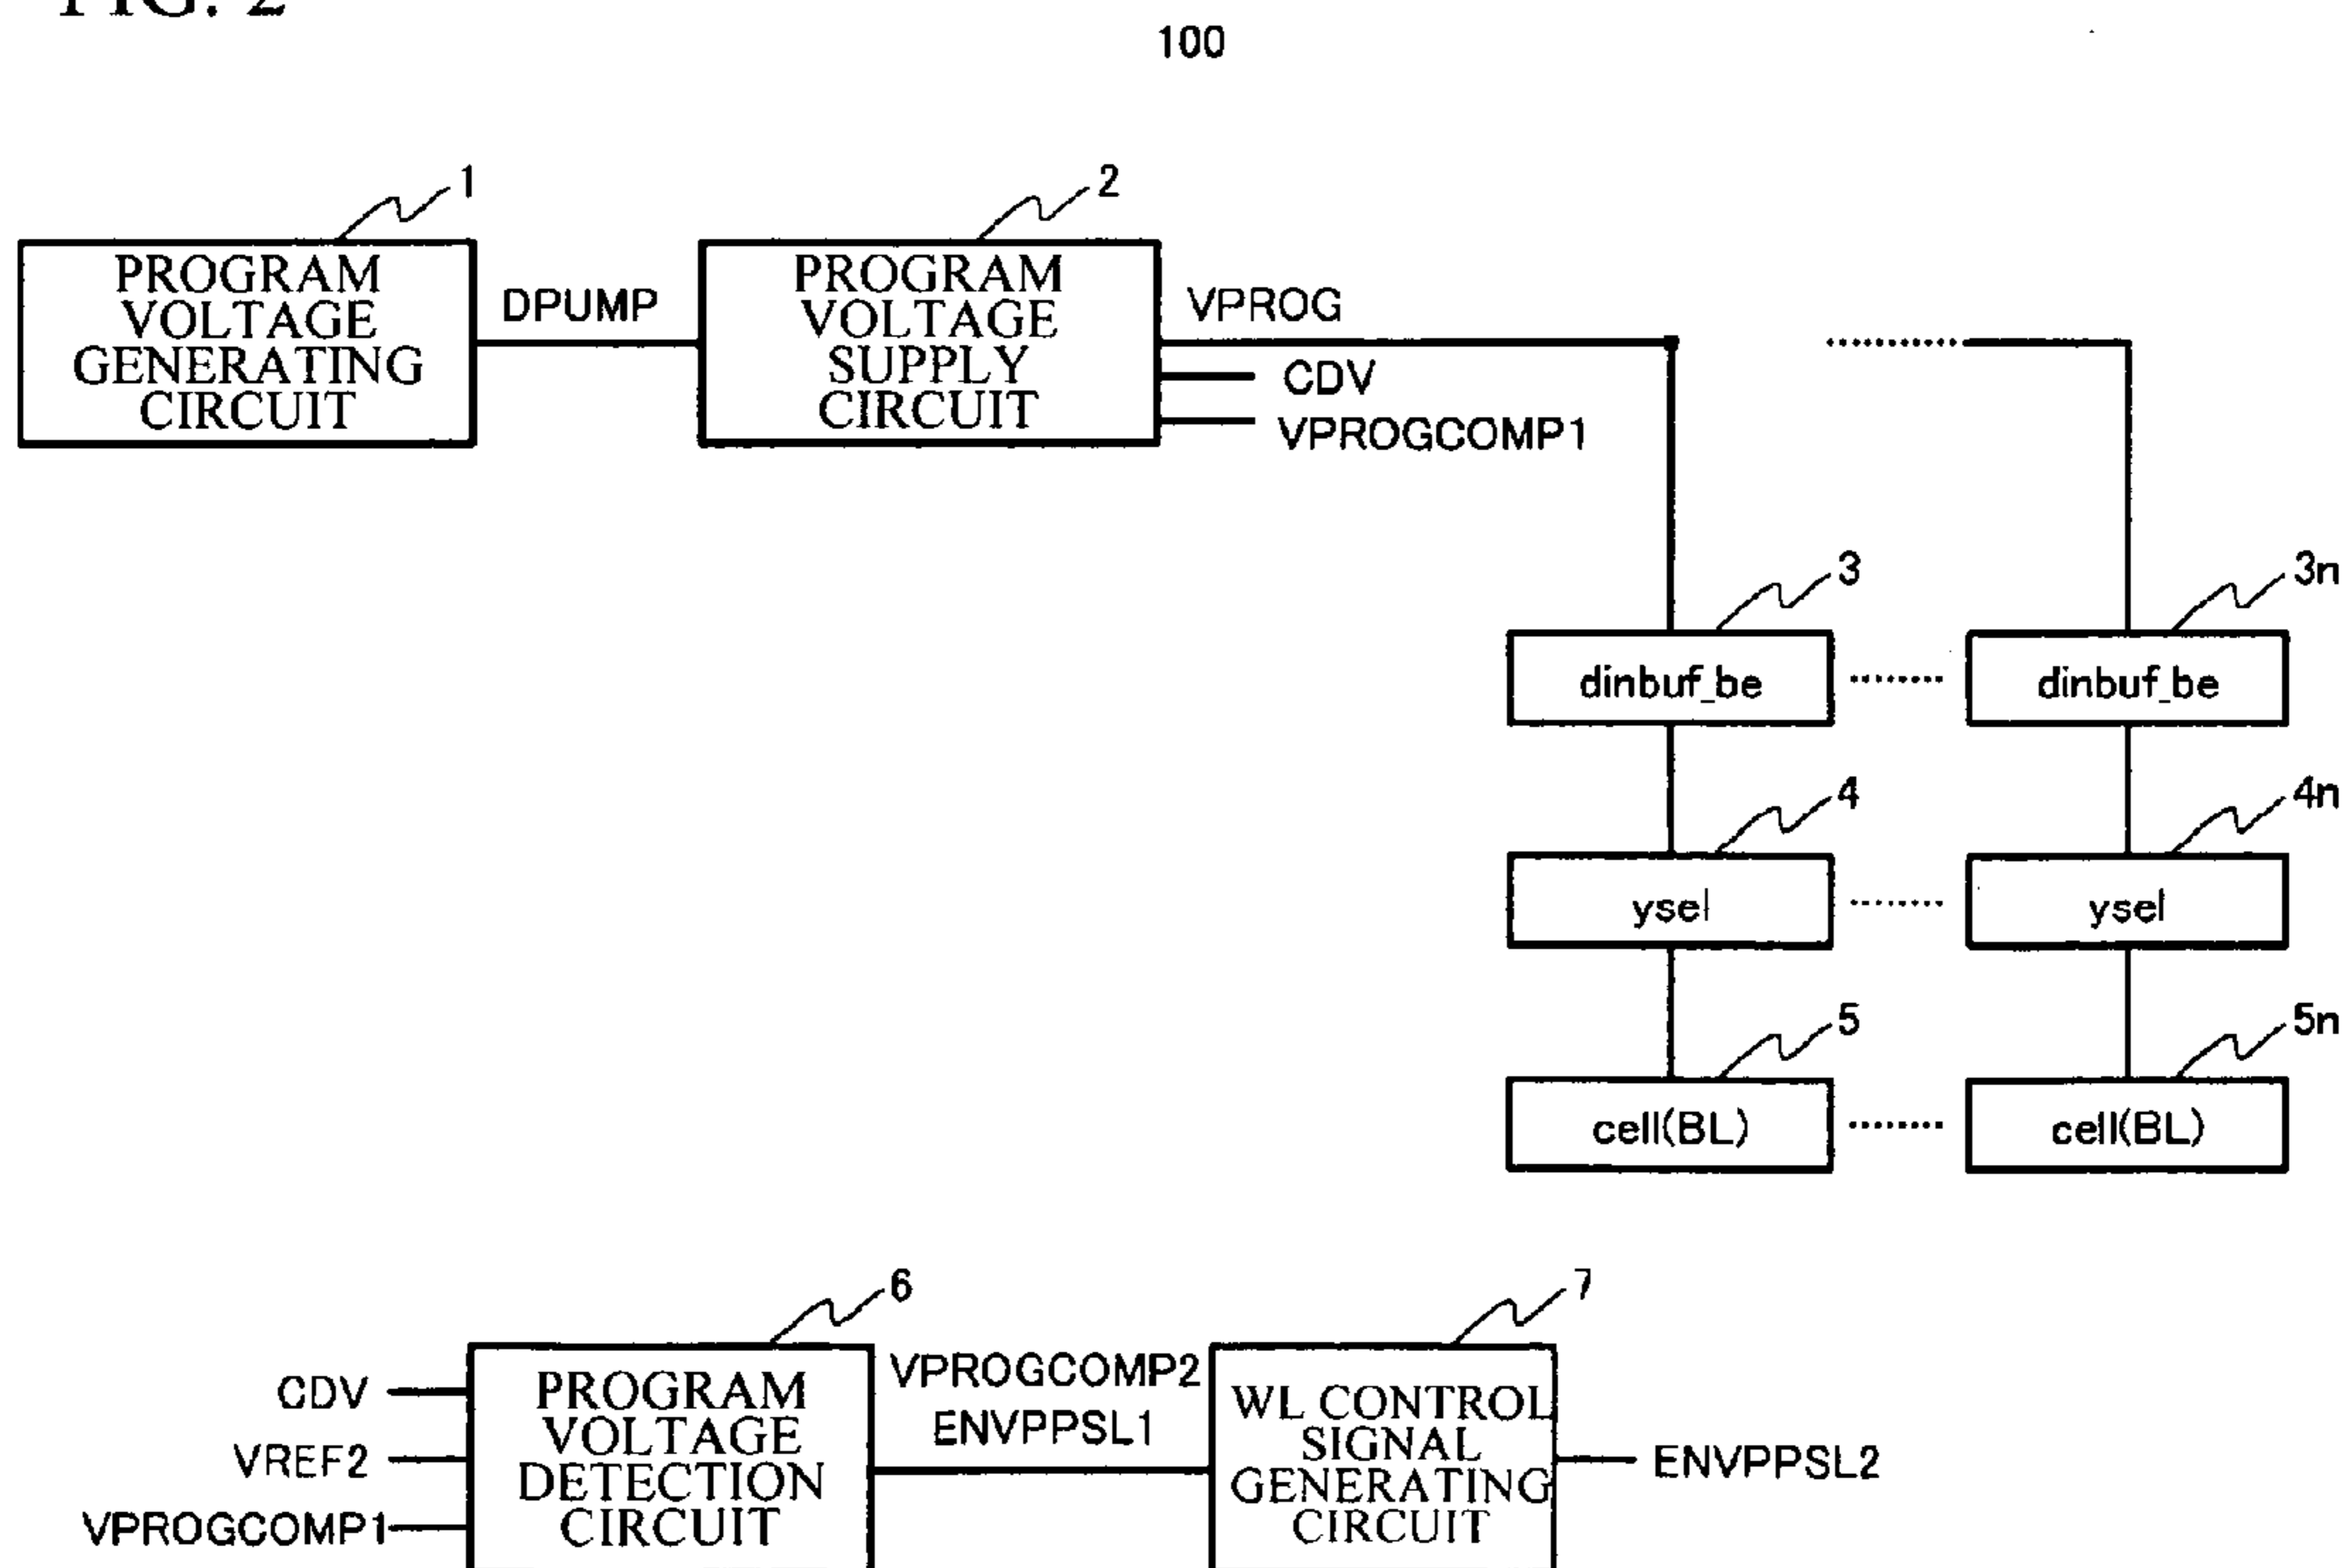 FIG. 2
100
1
PROGRAM
VOLTAGE
GENERATING
CIRCUIT
DPUMP
2
PROGRAM
VOLTAGE
SUPPLY
CIRCUIT
VPROG
CDV
VPROGCOMP1
3
dinbuf_be
3n
dinbuf_be
4
ysel
4n
ysel
5
cell(BL)
5n
cell(BL)
CDV
VREF2
VPROGCOMP1
6
PROGRAM
VOLTAGE
DETECTION
CIRCUIT
VPROGCOMP2
ENVPPSL1
7
WL CONTROL
SIGNAL
GENERATING
CIRCUIT
ENVPPSL2